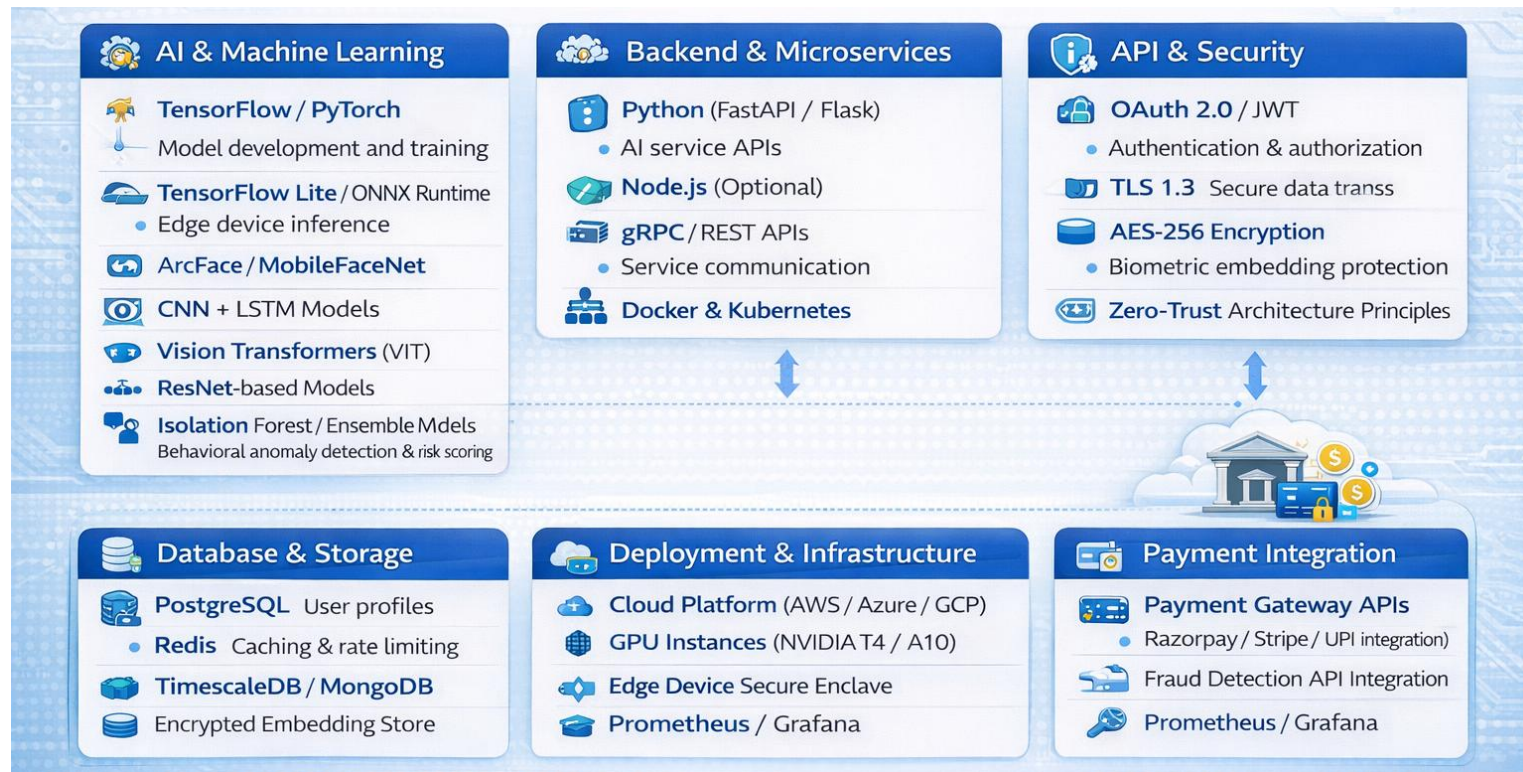 AI & Machine Learning
TensorFlow / PyTorch
Model development and training
TensorFlow Lite / ONNX Runtime
Edge device inference
ArcFace / MobileFaceNet
CNN + LSTM Models
Vision Transformers (VIT)
ResNet-based Models
Isolation Forest / Ensemble Mdels
Behavioral anomaly detection & risk scoring
Backend & Microservices
Python (FastAPI / Flask)
AI service APIs
Node.js (Optional)
gRPC / REST APIs
Service communication
Docker & Kubernetes
API & Security
OAuth 2.0 / JWT
Authentication & authorization
TLS 1.3 Secure data transs
AES-256 Encryption
Biometric embedding protection
Zero-Trust Architecture Principles
$
$
Database & Storage
PostgreSQL User profiles
Redis Caching & rate limiting
TimescaleDB / MongoDB
Encrypted Embedding Store
Deployment & Infrastructure
Cloud Platform (AWS / Azure / GCP)
GPU Instances (NVIDIA T4 / A10)
Edge Device Secure Enclave
Prometheus / Grafana
Payment Integration
Payment Gateway APIs
Razorpay / Stripe / UPI integration)
Fraud Detection API Integration
Prometheus / Grafana